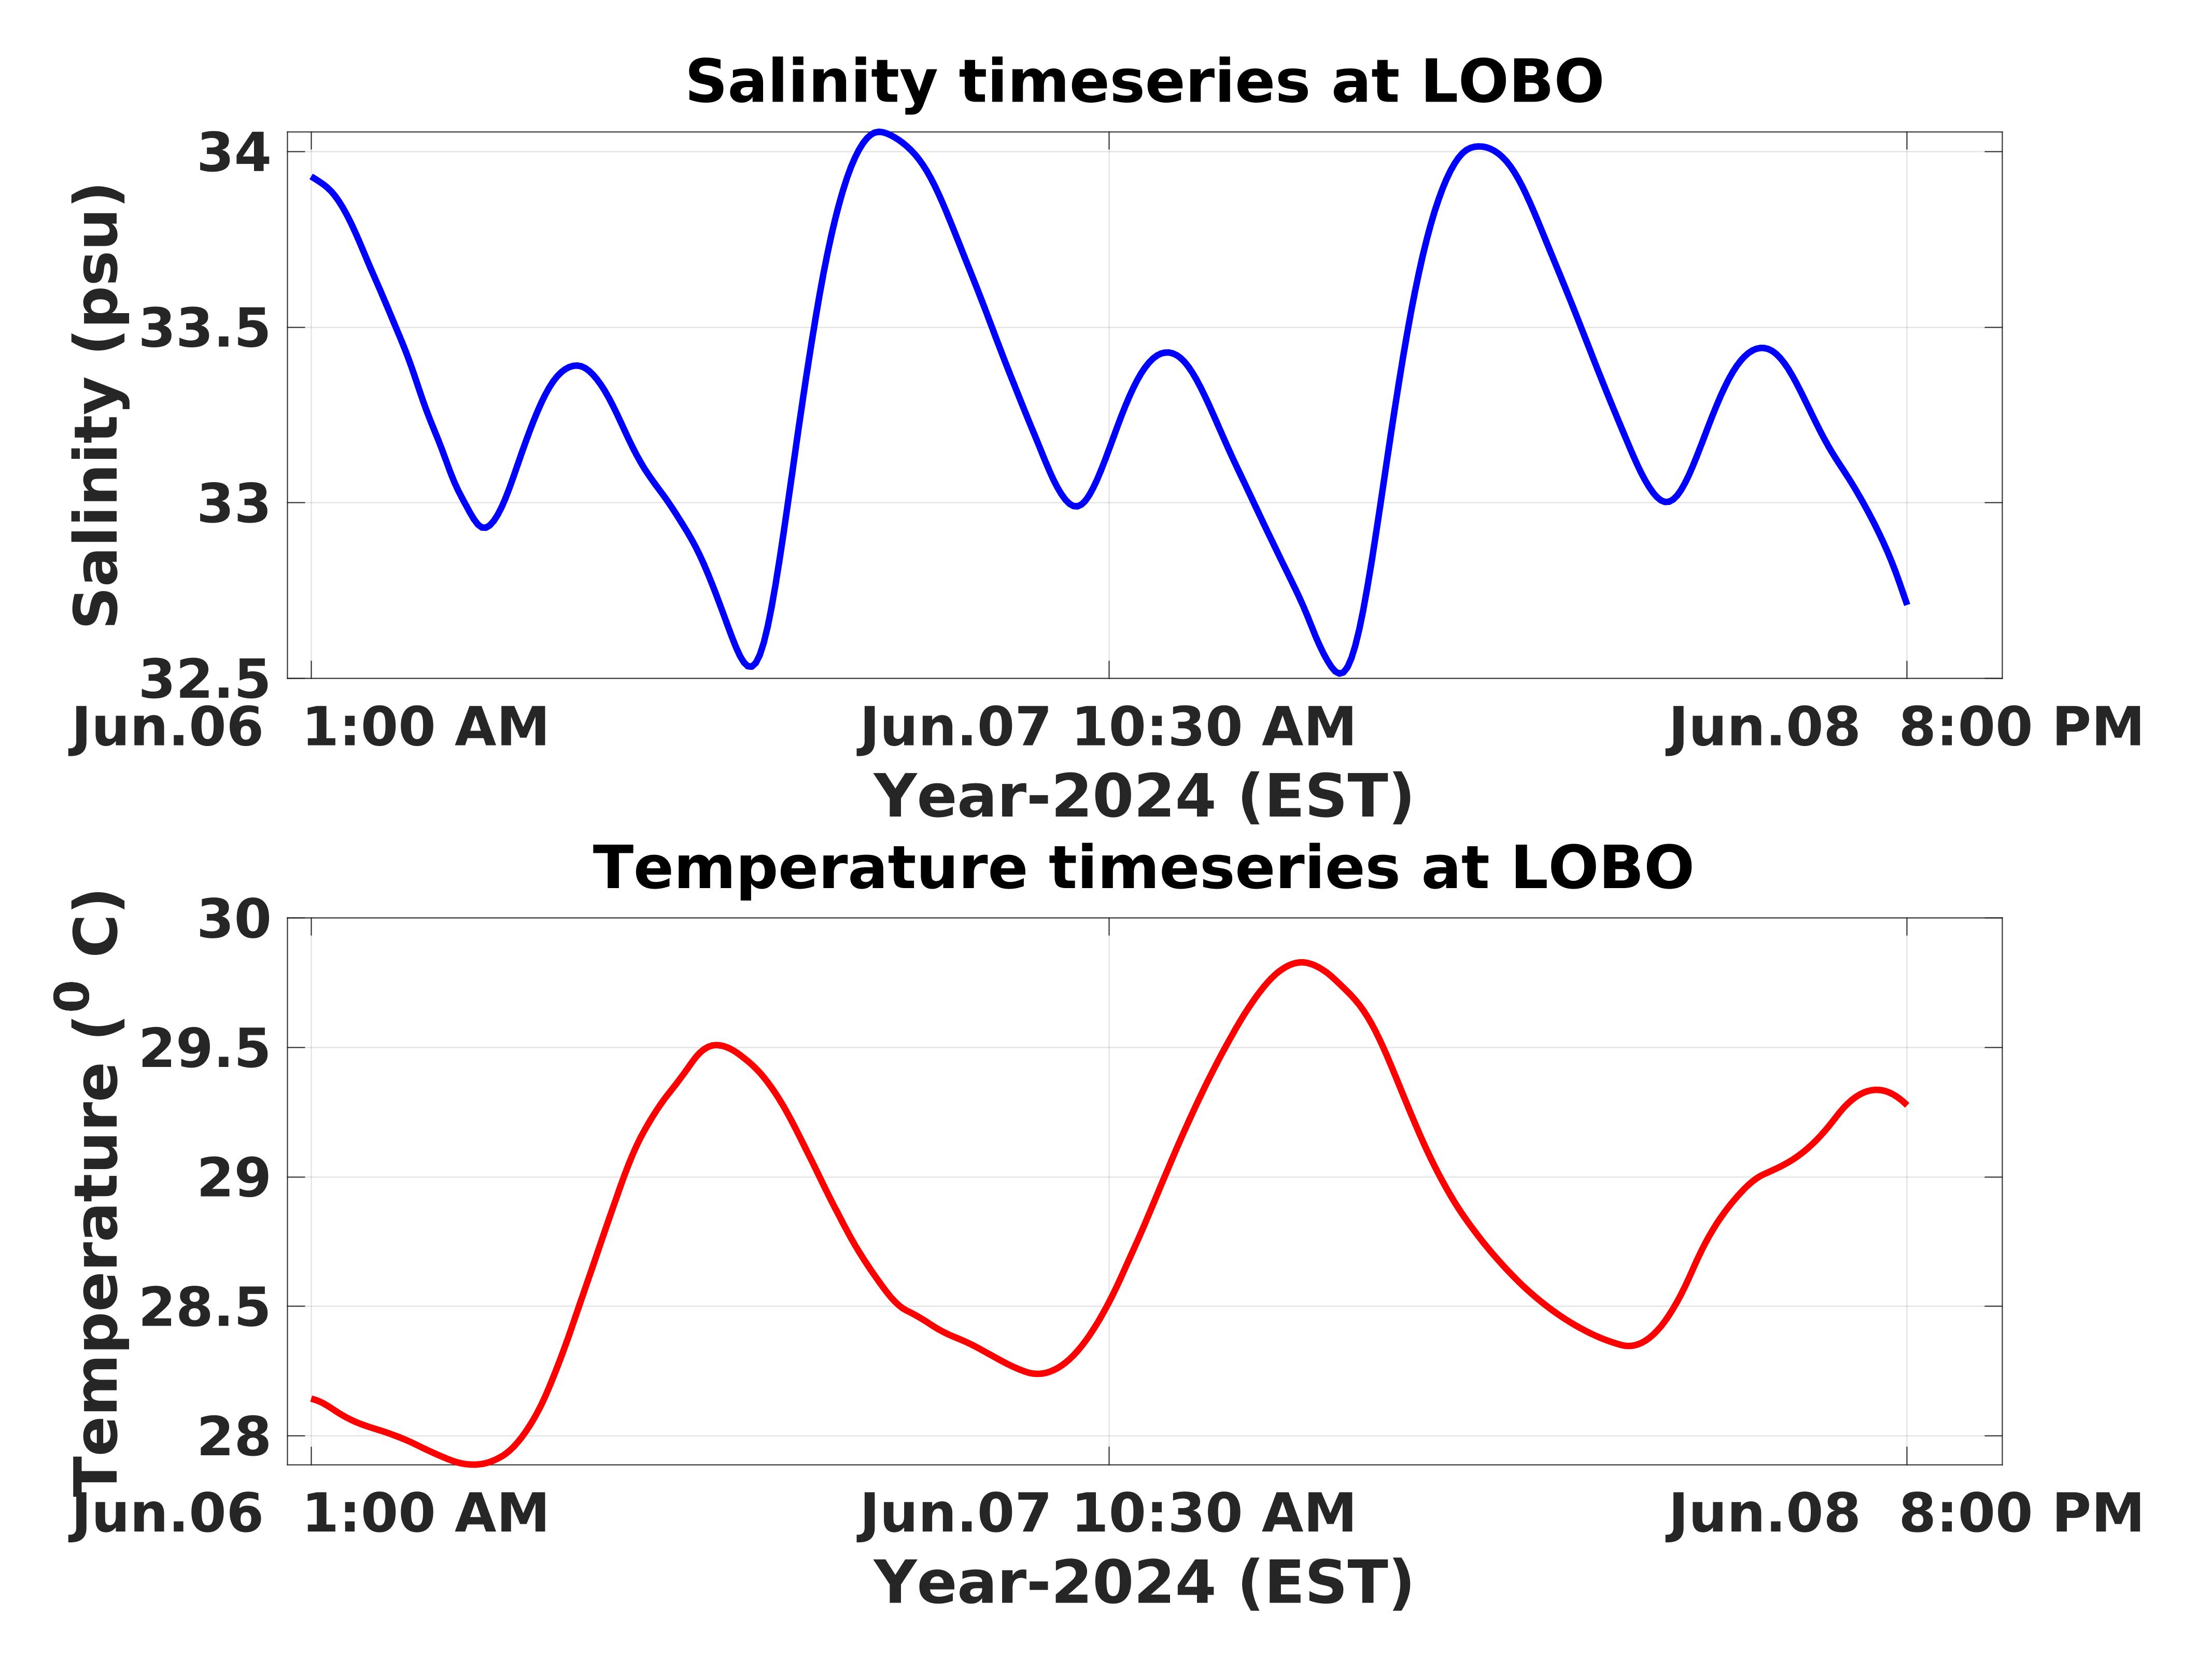 Salinity timeseries at LOBO
Salinity (psu)
34
33.5
33
32.5
Jun.06  1:00 AM
Jun.07 10:30 AM
Jun.08  8:00 PM
Year-2024 (EST)
Temperature timeseries at LOBO
Temperature (⁰ C)
30
29.5
29
28.5
28
Jun.06  1:00 AM
Jun.07 10:30 AM
Jun.08  8:00 PM
Year-2024 (EST)